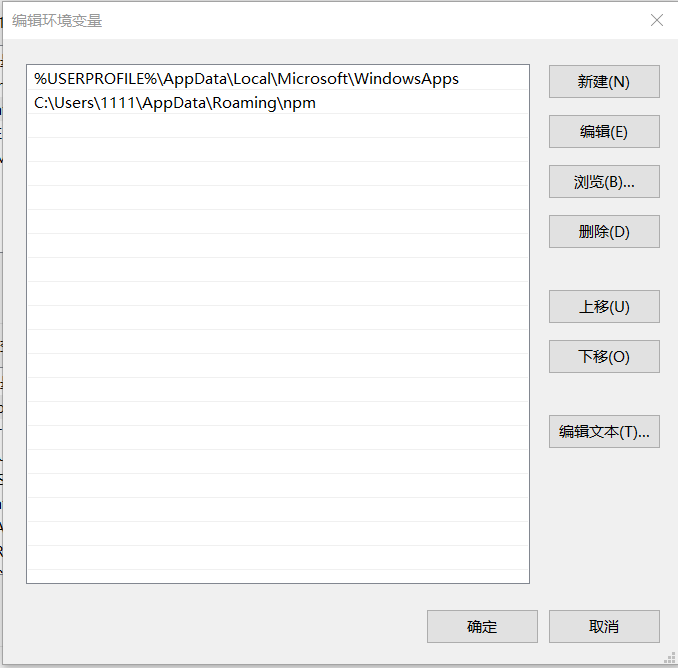 编辑环境变量
%USERPROFILE%\AppData\Local\Microsoft\WindowsApps
C:\Users\1111\AppData\Roaming\npm
新建(N)
编辑(E)
浏览(B)...
删除(D)
上移(U)
下移(O)
编辑文本(T)...
确定
取消